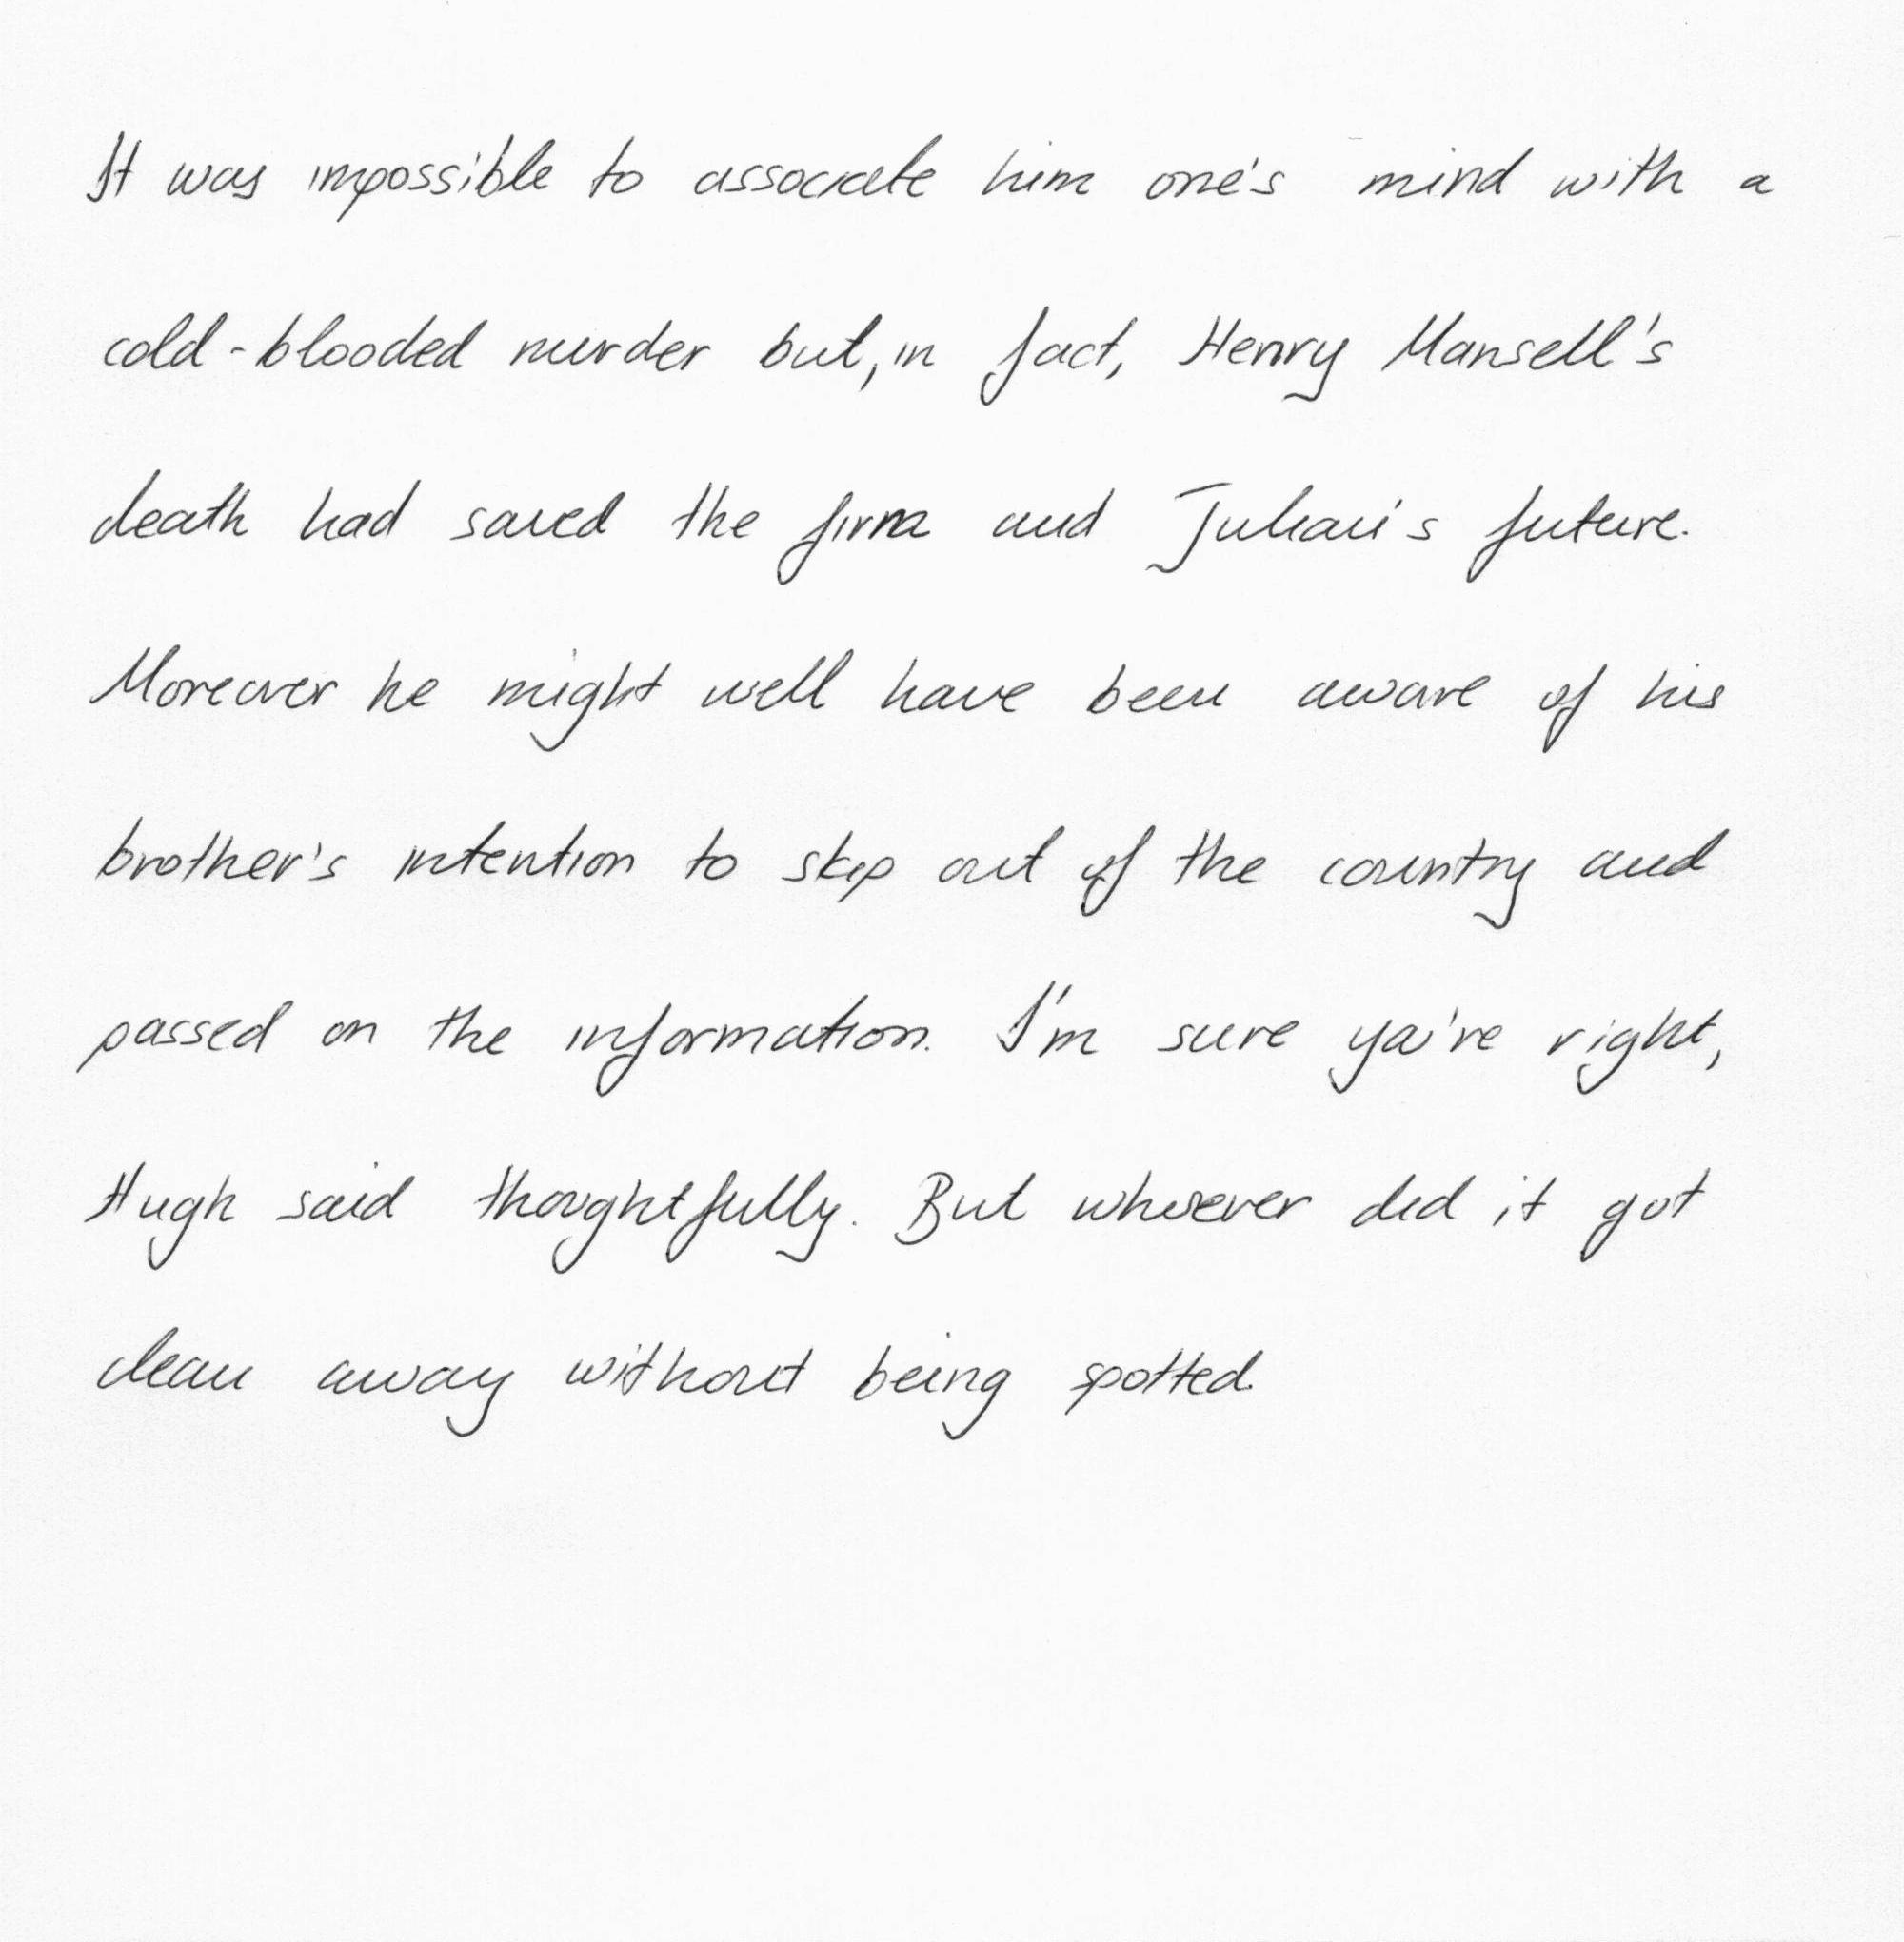 It was impossible to associate him one's mind with a
cold-blooded murder but, in fact, Henry Mansell's
death had saved the firm and Julian's future.
Moreover he might well have been aware of his
brother's intention to skip out of the country and
passed on the information. I'm sure you're right,
Hugh said thoughtfully. But whoever did it got
clean away without being spotted.